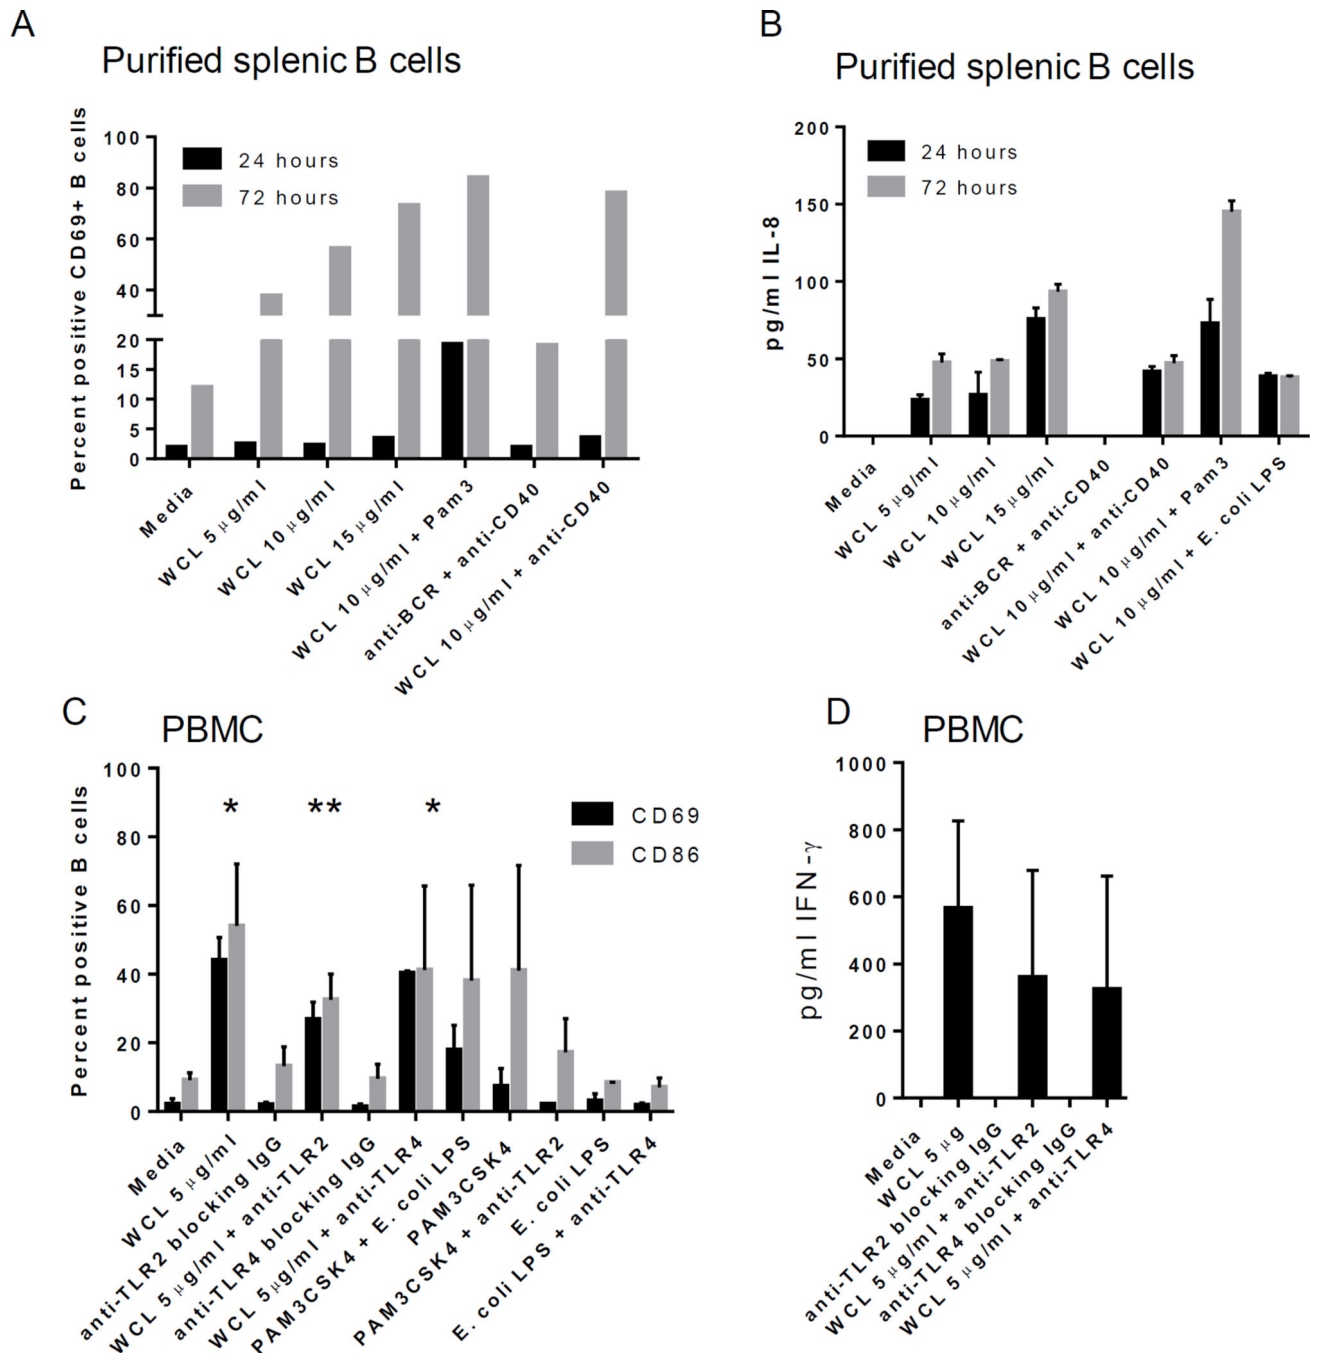 A
Purified splenic B cells
Percent positive CD69+ B cells
100
80
60
40
20
15
10
5
0
24 hours
72 hours
Media
WCL 5 μg/ml
WCL 10 μg/ml
WCL 15 μg/ml
WCL 10 μg/ml + Pam3
anti-BCR + anti-CD40
WCL 10 μg/ml + anti-CD40
B
Purified splenic B cells
pg/ml IL-8
200
150
100
50
0
24 hours
72 hours
Media
WCL 5 μg/ml
WCL 10 μg/ml
WCL 15 μg/ml
anti-BCR + anti-CD40
WCL 10 μg/ml + anti-CD40
WCL 10 μg/ml + Pam3
WCL 10 μg/ml + E. coli LPS
C
PBMC
Percent positive B cells
100
80
60
40
20
0
* ** *
CD69
CD86
Media
WCL 5 μg/ml
anti-TLR2 blocking IgG
WCL 5 μg/ml + anti-TLR2
anti-TLR4 blocking IgG
WCL 5μg/ml + anti-TLR4
PAM3CSK4 + E. coli LPS
PAM3CSK4
PAM3CSK4 + anti-TLR2
E. coli LPS
E. coli LPS + anti-TLR4
D
PBMC
pg/ml IFN-γ
1000
800
600
400
200
0
Media
WCL 5 μg
anti-TLR2 blocking IgG
WCL 5 μg/ml + anti-TLR2
anti-TLR4 blocking IgG
WCL 5 μg/ml + anti-TLR4